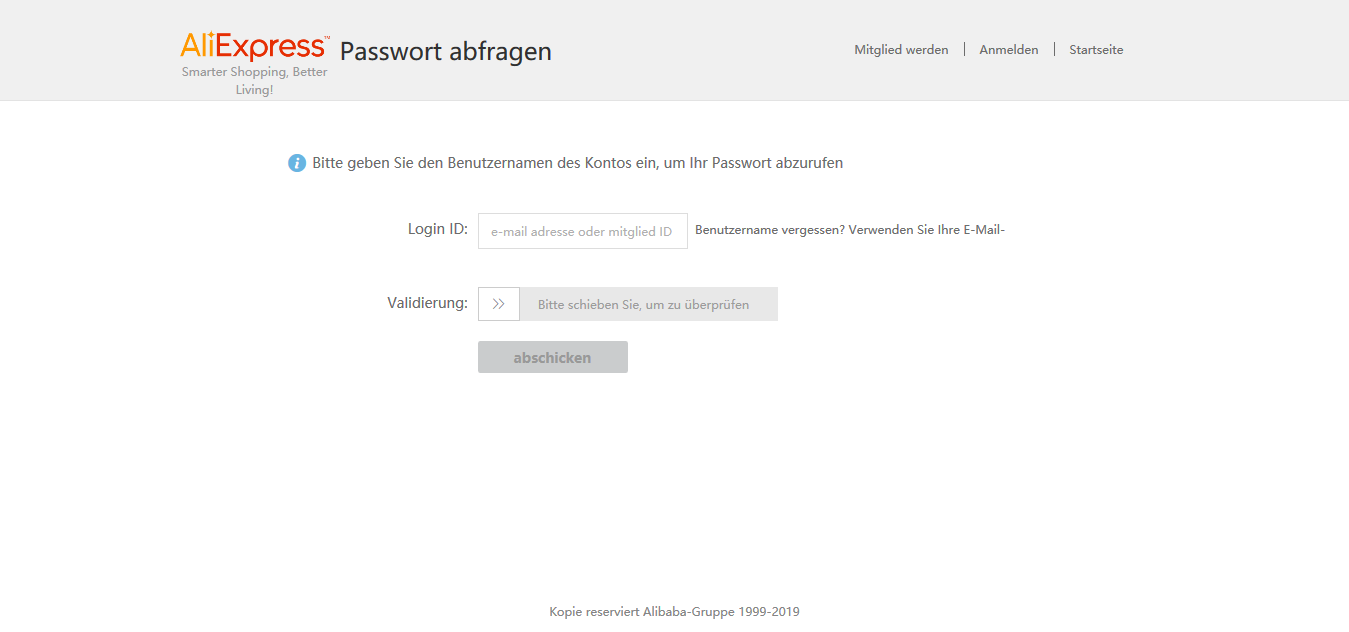 AliExpress™ Passwort abfragen Mitglied werden | Anmelden | Startseite
Smarter Shopping, Better
Living!
Bitte geben Sie den Benutzernamen des Kontos ein, um Ihr Passwort abzurufen
Login ID: e-mail adresse oder mitglied ID Benutzername vergessen? Verwenden Sie Ihre E-Mail-
Validierung: >> Bitte schieben Sie, um zu überprüfen
abschicken
Kopie reserviert Alibaba-Gruppe 1999-2019